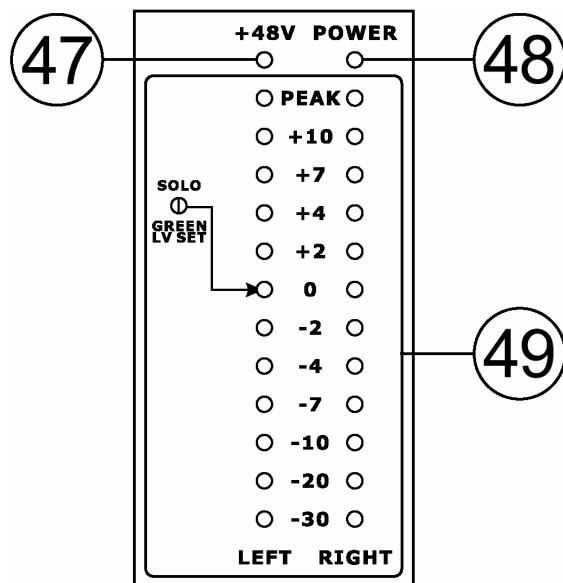 +48V POWER
47
48
PEAK
+10
+7
SOLO
+4
GREEN
LV SET
+2
0
-2
49
-4
-7
-10
-20
-30
LEFT RIGHT